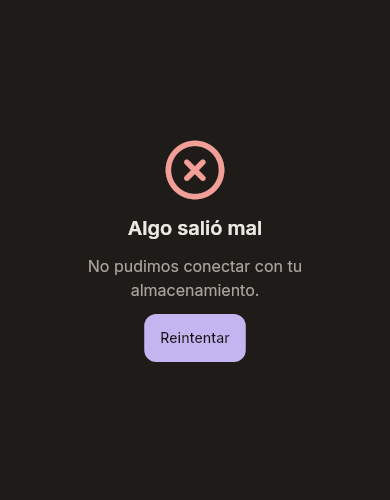 Algo salió mal
No pudimos conectar con tu
almacenamiento.
Reintentar